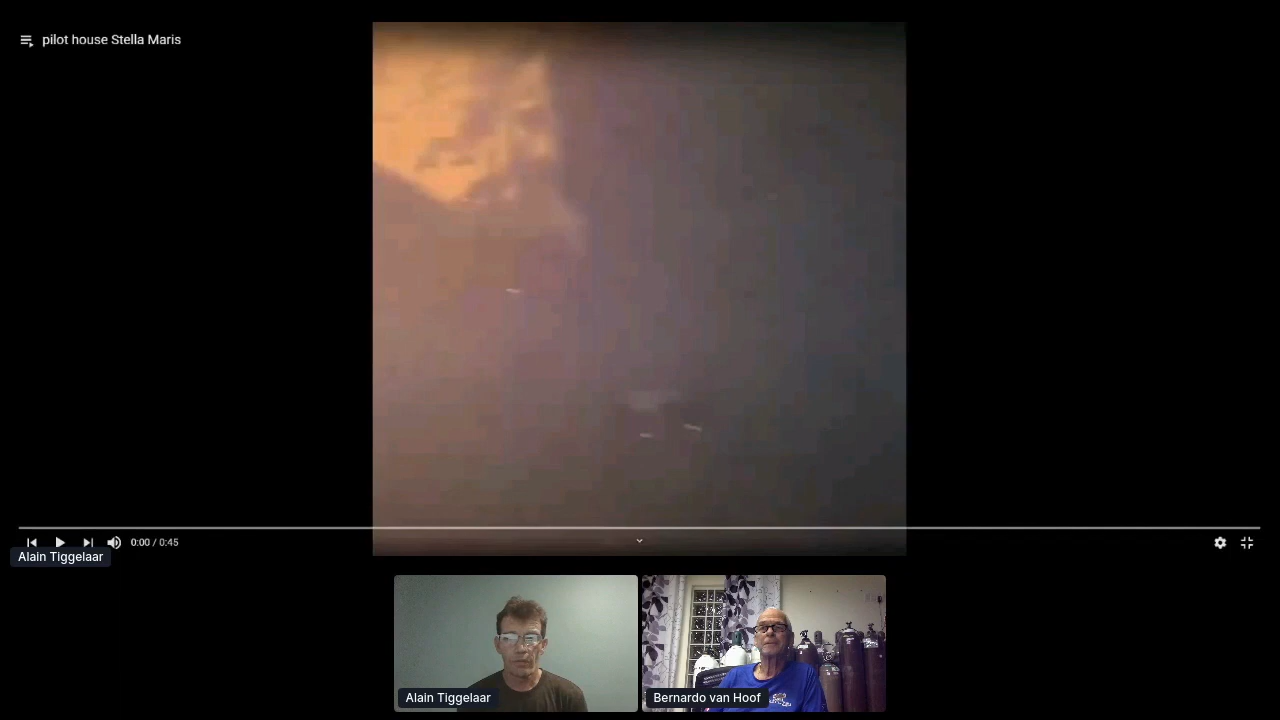 pilot house Stella Maris
0:00 / 0:45
Alain Tiggelaar
Alain Tiggelaar
Bernardo van Hoof